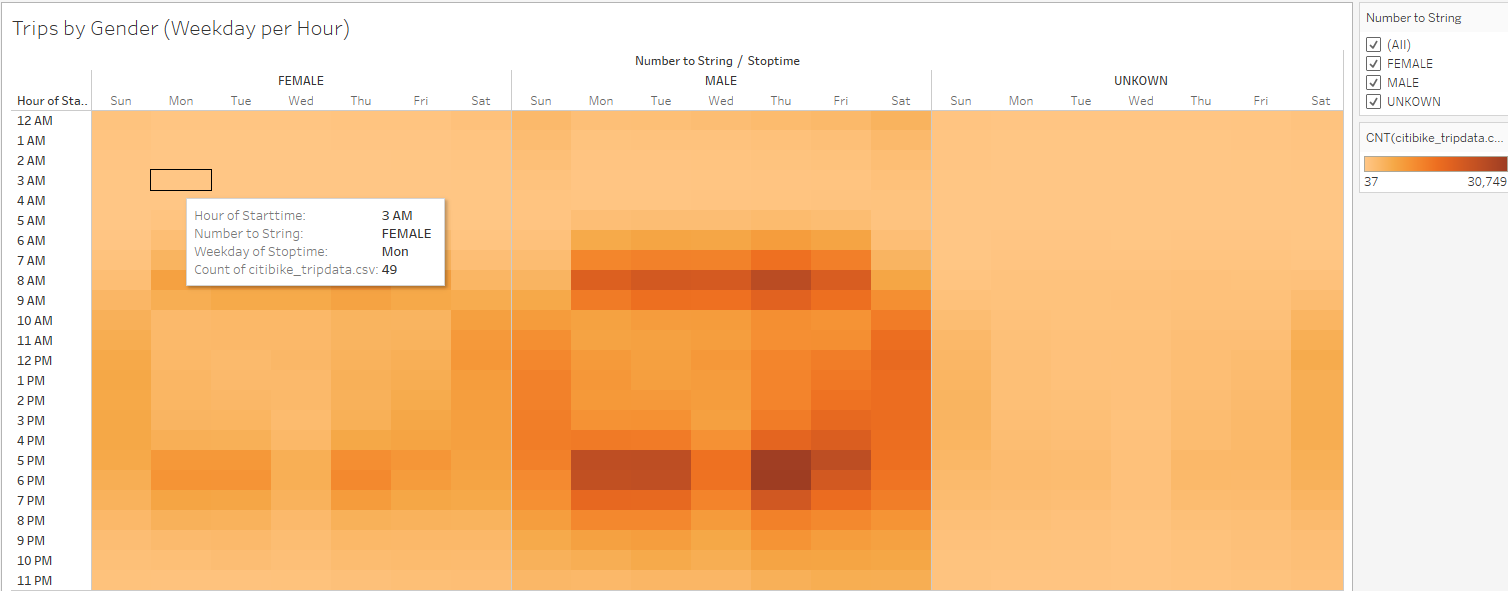 Trips by Gender (Weekday per Hour)
Number to String / Stoptime
FEMALE MALE UNKOWN
Hour of Sta.. Sun Mon Tue Wed Thu Fri Sat Sun Mon Tue Wed Thu Fri Sat Sun Mon Tue Wed Thu Fri Sat
12 AM
1 AM
2 AM
3 AM
4 AM
5 AM
6 AM
7 AM
8 AM
9 AM
10 AM
11 AM
12 PM
1 PM
2 PM
3 PM
4 PM
5 PM
6 PM
7 PM
8 PM
9 PM
10 PM
11 PM
Hour of Starttime: 3 AM
Number to String: FEMALE
Weekday of Stoptime: Mon
Count of citibike_tripdata.csv: 49
Number to String
(All)
FEMALE
MALE
UNKOWN
CNT(citibike_tripdata.c...
37 30,749